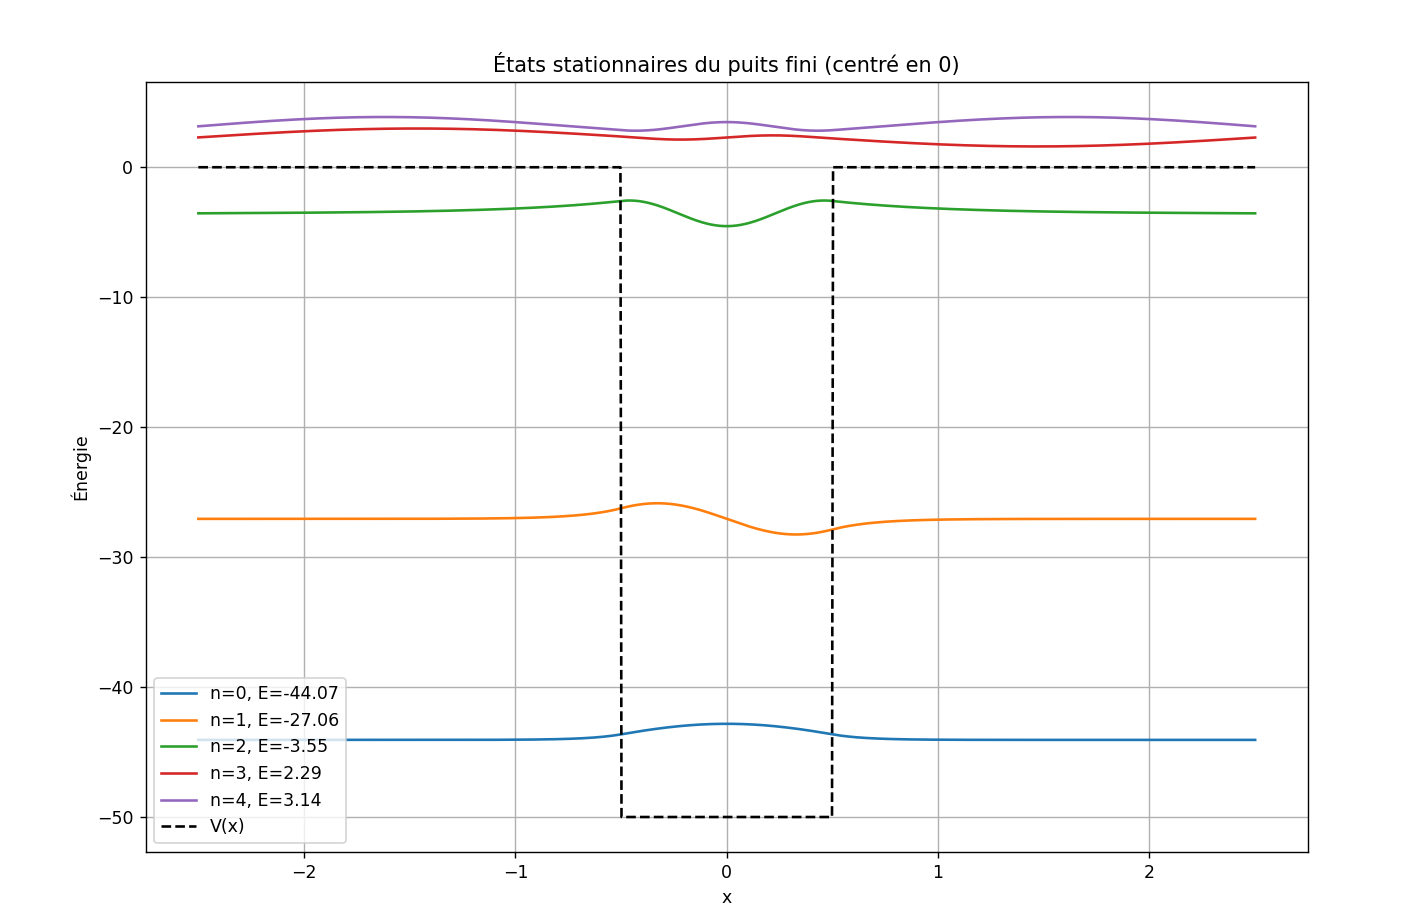 États stationnaires du puits fini (centré en 0)
0
−10
−20
−30
−40
−50
Énergie
n=0, E=-44.07
n=1, E=-27.06
n=2, E=-3.55
n=3, E=2.29
n=4, E=3.14
V(x)
−2
−1
0
1
2
x